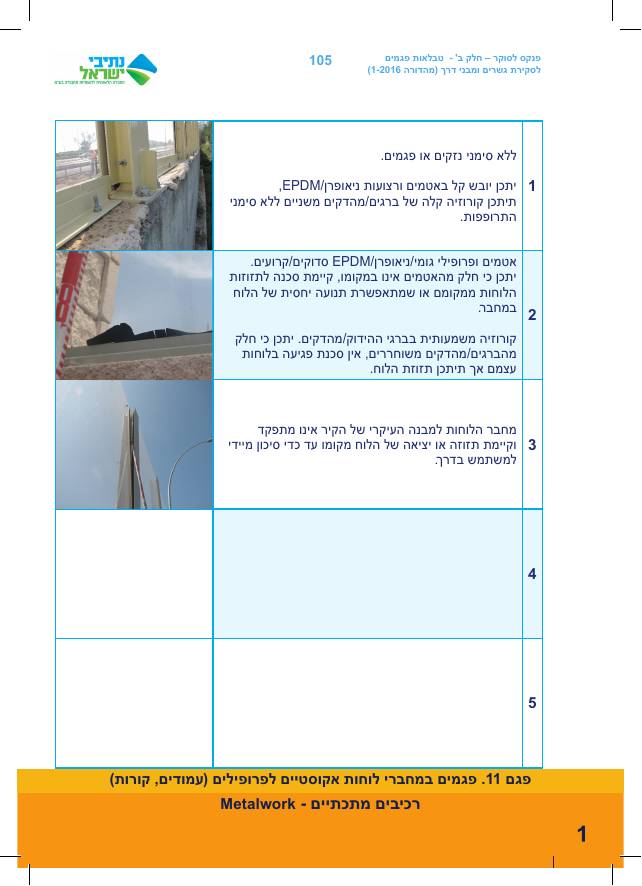 פנקס לסוקר – חלק ב' - טבלאות פגמים
לסקירת גשרים ומבני דרך (מהדורה 1-2016)
105
נתיבי
ישראל
ללא סימני נזקים או פגמים.
יתכן יובש קל באטמים ורצועות ניאופרן/EPDM,
תיתכן קורוזיה קלה של ברגים/מהדקים משניים ללא סימני
התרופפות.
1
אטמים ופרופילי גומי/ניאופרן/EPDM סדוקים/קרועים.
יתכן כי חלק מהאטמים אינו במקומו, קיימת סכנה לתזוזות
הלוחות ממקומם או שמתאפשרת תנועה יחסית של הלוח
במחבר.
קורוזיה משמעותית בברגי ההידוק/מהדקים. יתכן כי חלק
מהברגים/מהדקים משוחררים, אין סכנת פגיעה בלוחות
עצמם אך תיתכן תזוזת הלוח.
2
מחבר הלוחות למבנה העיקרי של הקיר אינו מתפקד
וקיימת תזוזה או יציאה של הלוח מקומו עד כדי סיכון מיידי
למשתמש בדרך.
3
4
5
פגם 11. פגמים במחברי לוחות אקוסטיים לפרופילים (עמודים, קורות)
רכיבים מתכתיים - Metalwork
1